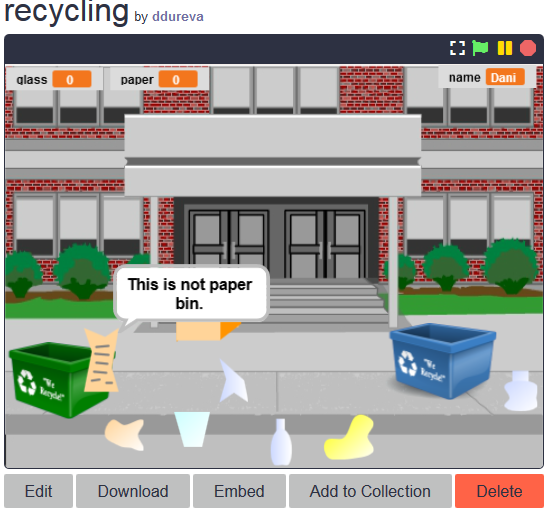 recycling by ddureva
glass 0 paper 0 name Dani
This is not paper
bin.
"We
Recycle"
"We
Recycle"
Edit Download Embed Add to Collection Delete